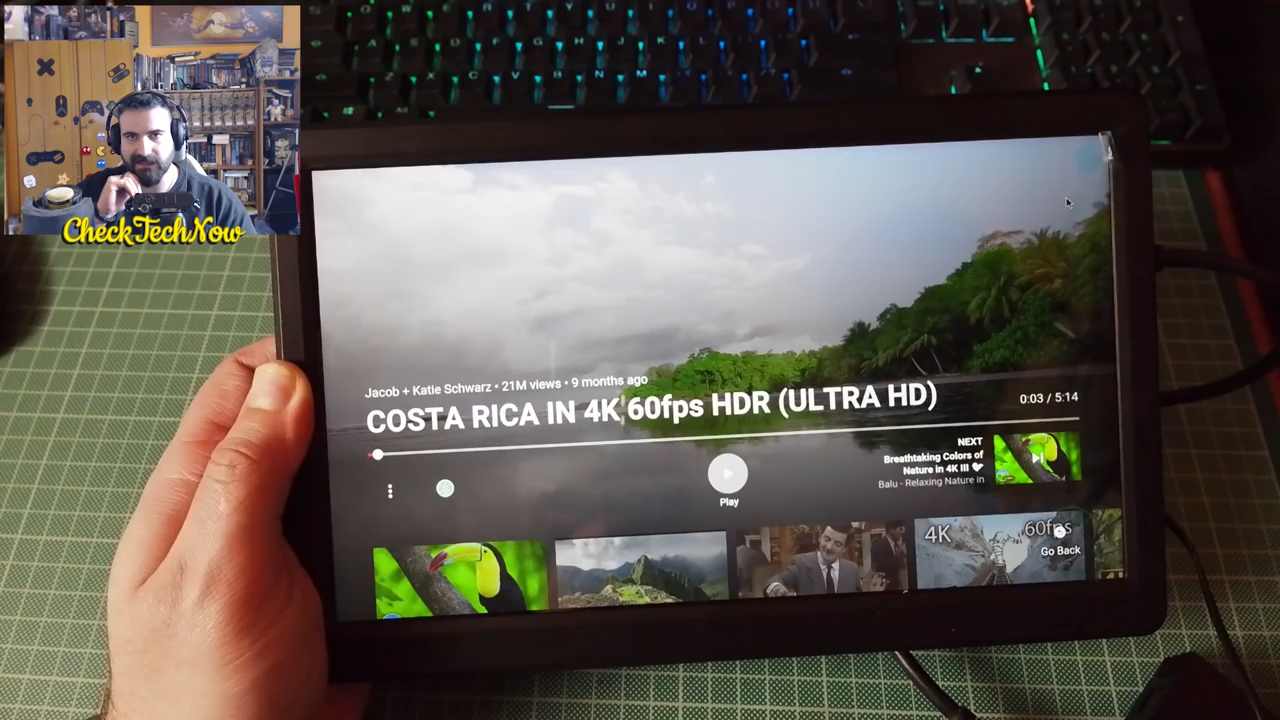 CheckTechNow
Jacob + Katie Schwarz • 21M views • 9 months ago
COSTA RICA IN 4K 60fps HDR (ULTRA HD)
0:03 / 5:14
NEXT
Breathtaking Colors of
Nature in 4K III
Balu - Relaxing Nature in
Play
4K 60fps
Go Back